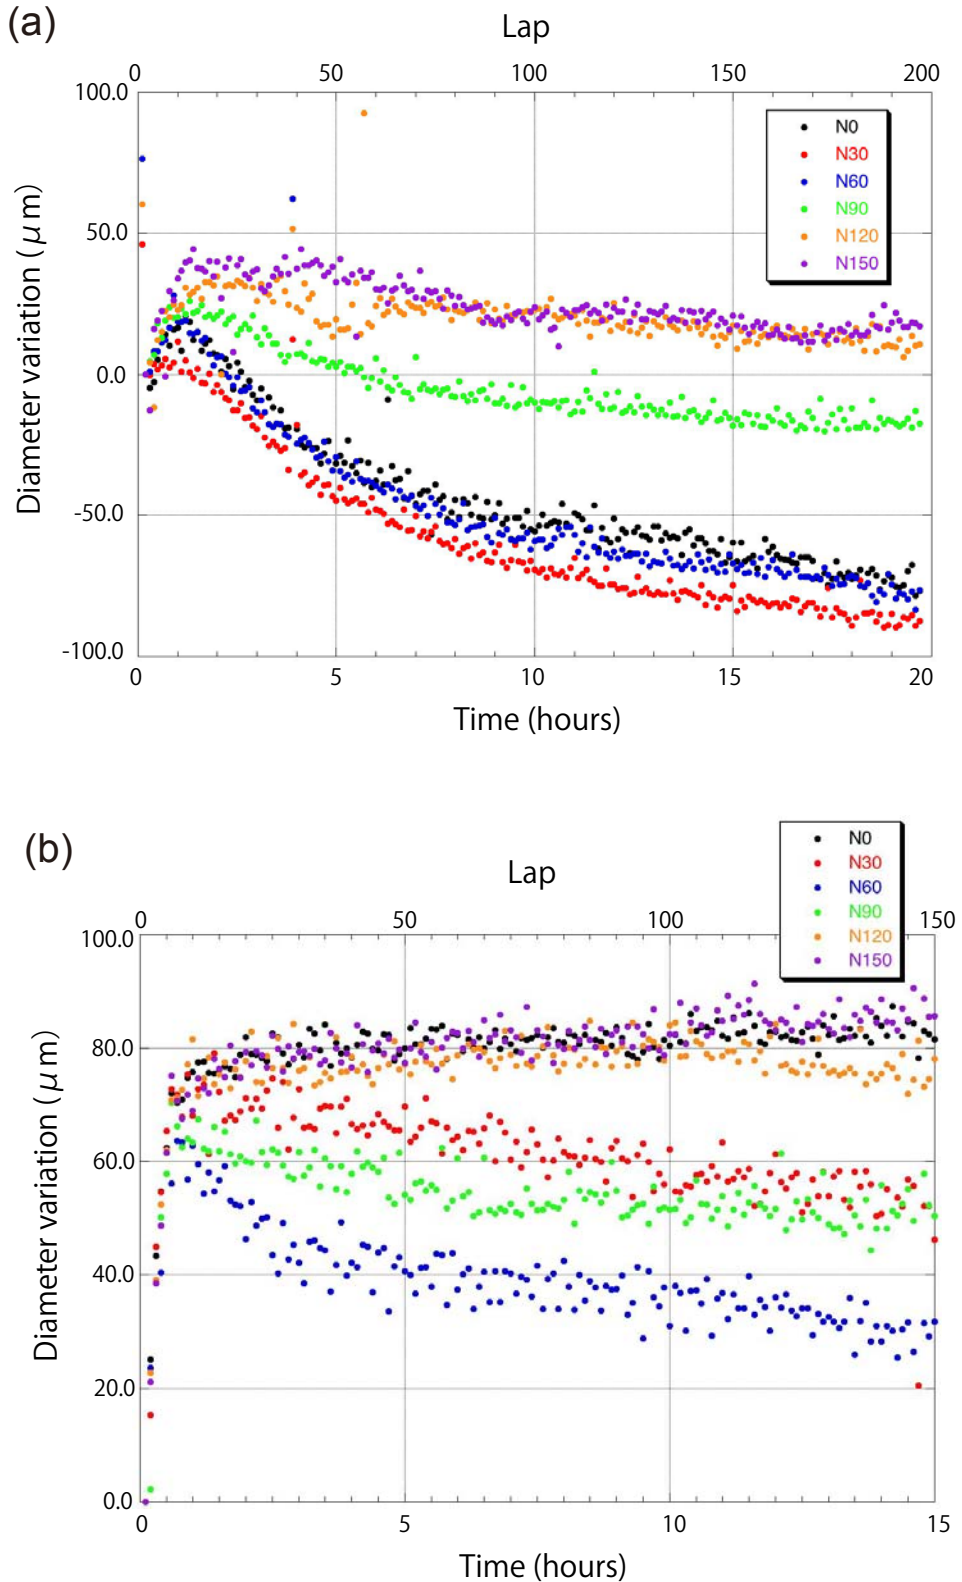 (a)
Lap
0 50 100 150 200
100.0
50.0
0.0
-50.0
-100.0
Diameter variation (μm)
N0
N30
N60
N90
N120
N150
0 5 10 15 20
Time (hours)
(b)
Lap
0 50 100 150
100.0
80.0
60.0
40.0
20.0
0.0
Diameter variation (μm)
N0
N30
N60
N90
N120
N150
0 5 10 15
Time (hours)